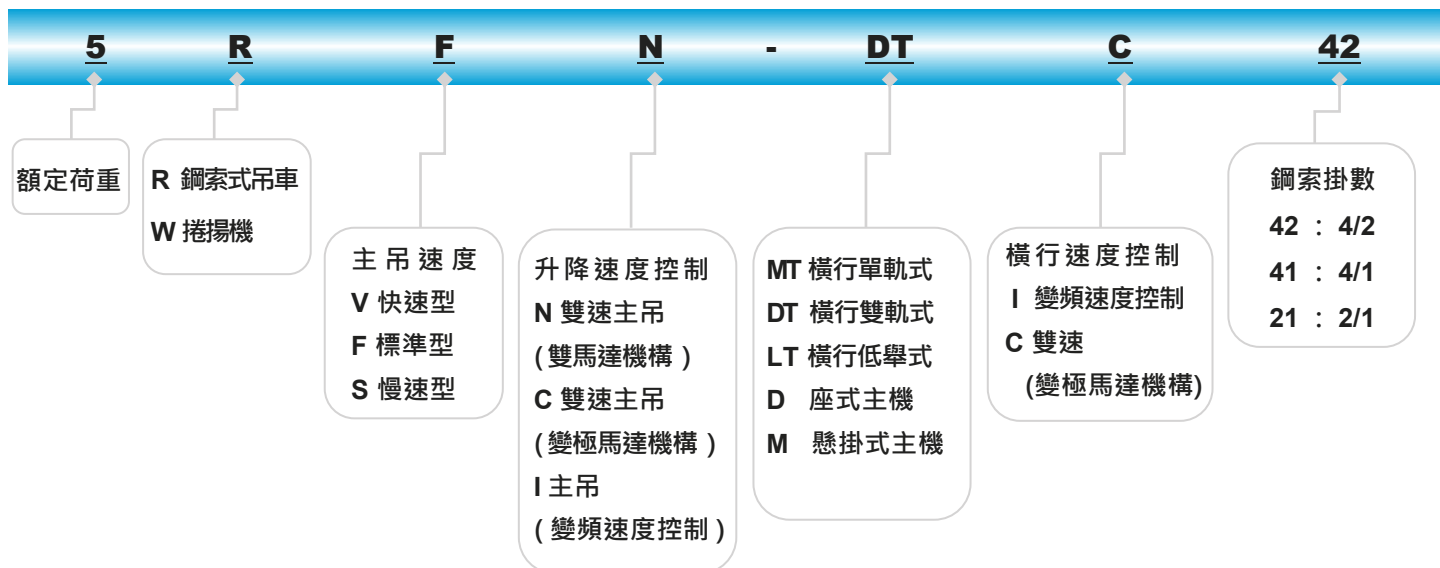 5 R F N - DT C 42
額定荷重
R 鋼索式吊車
W 捲揚機
主吊速度
V 快速型
F 標準型
S 慢速型
升降速度控制
N 雙速主吊
(雙馬達機構)
C 雙速主吊
(變極馬達機構)
I 主吊
(變頻速度控制)
MT 橫行單軌式
DT 橫行雙軌式
LT 橫行低舉式
D 座式主機
M 懸掛式主機
橫行速度控制
I 變頻速度控制
C 雙速
(變極馬達機構)
鋼索掛數
42 : 4/2
41 : 4/1
21 : 2/1